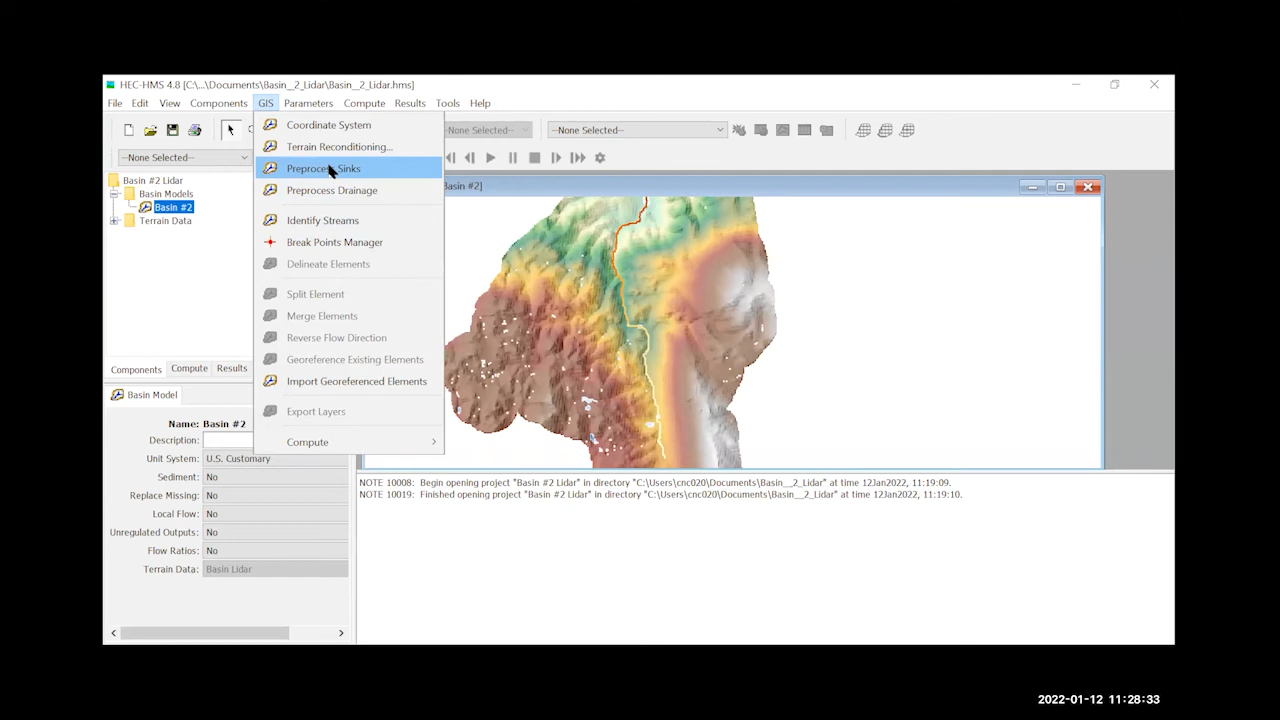 HEC-HMS 4.8 [C:\...\Documents\Basin__2_Lidar\Basin__2_Lidar.hms]
File Edit View Components GIS Parameters Compute Results Tools Help
--None Selected--
None Selected--
--None Selected--
Basin #2 Lidar
Basin Models
Basin #2
Terrain Data
Coordinate System
Terrain Reconditioning...
Preprocess Sinks
Preprocess Drainage
Identify Streams
Break Points Manager
Delineate Elements
Split Element
Merge Elements
Reverse Flow Direction
Georeference Existing Elements
Import Georeferenced Elements
Export Layers
Compute
asin #2]
Components Compute Results
Basin Model
Name: Basin #2
Description:
Unit System: U.S. Customary
Sediment: No
Replace Missing: No
Local Flow: No
Unregulated Outputs: No
Flow Ratios: No
Terrain Data: Basin Lidar
NOTE 10008: Begin opening project "Basin #2 Lidar" in directory "C:\Users\cnc020\Documents\Basin__2_Lidar" at time 12Jan2022, 11:19:09.
NOTE 10019: Finished opening project "Basin #2 Lidar" in directory "C:\Users\cnc020\Documents\Basin__2_Lidar" at time 12Jan2022, 11:19:10.
2022-01-12 11:28:33